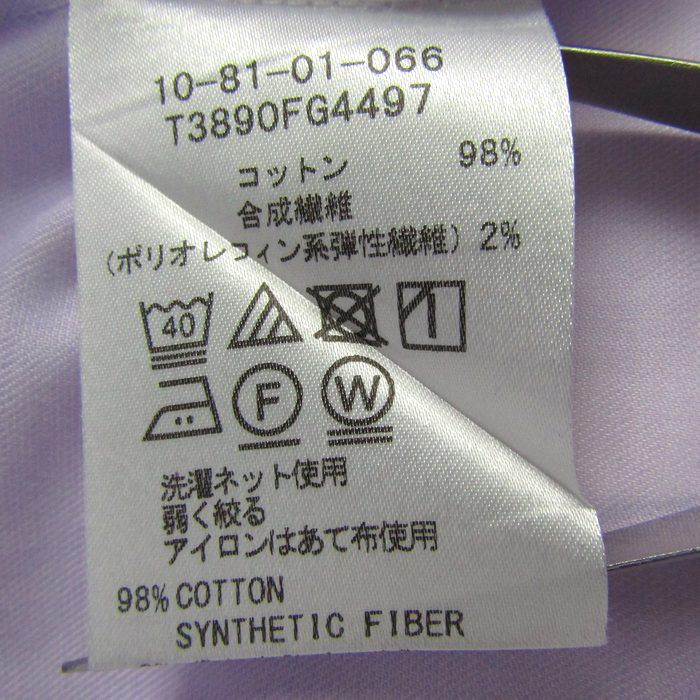 10-81-01-066
T3890FG4497
コットン 98%
合成繊維
(ポリオレフィン系弾性繊維) 2%
40
F W
洗濯ネット使用
弱く絞る
アイロンはあて布使用
98% COTTON
SYNTHETIC FIBER